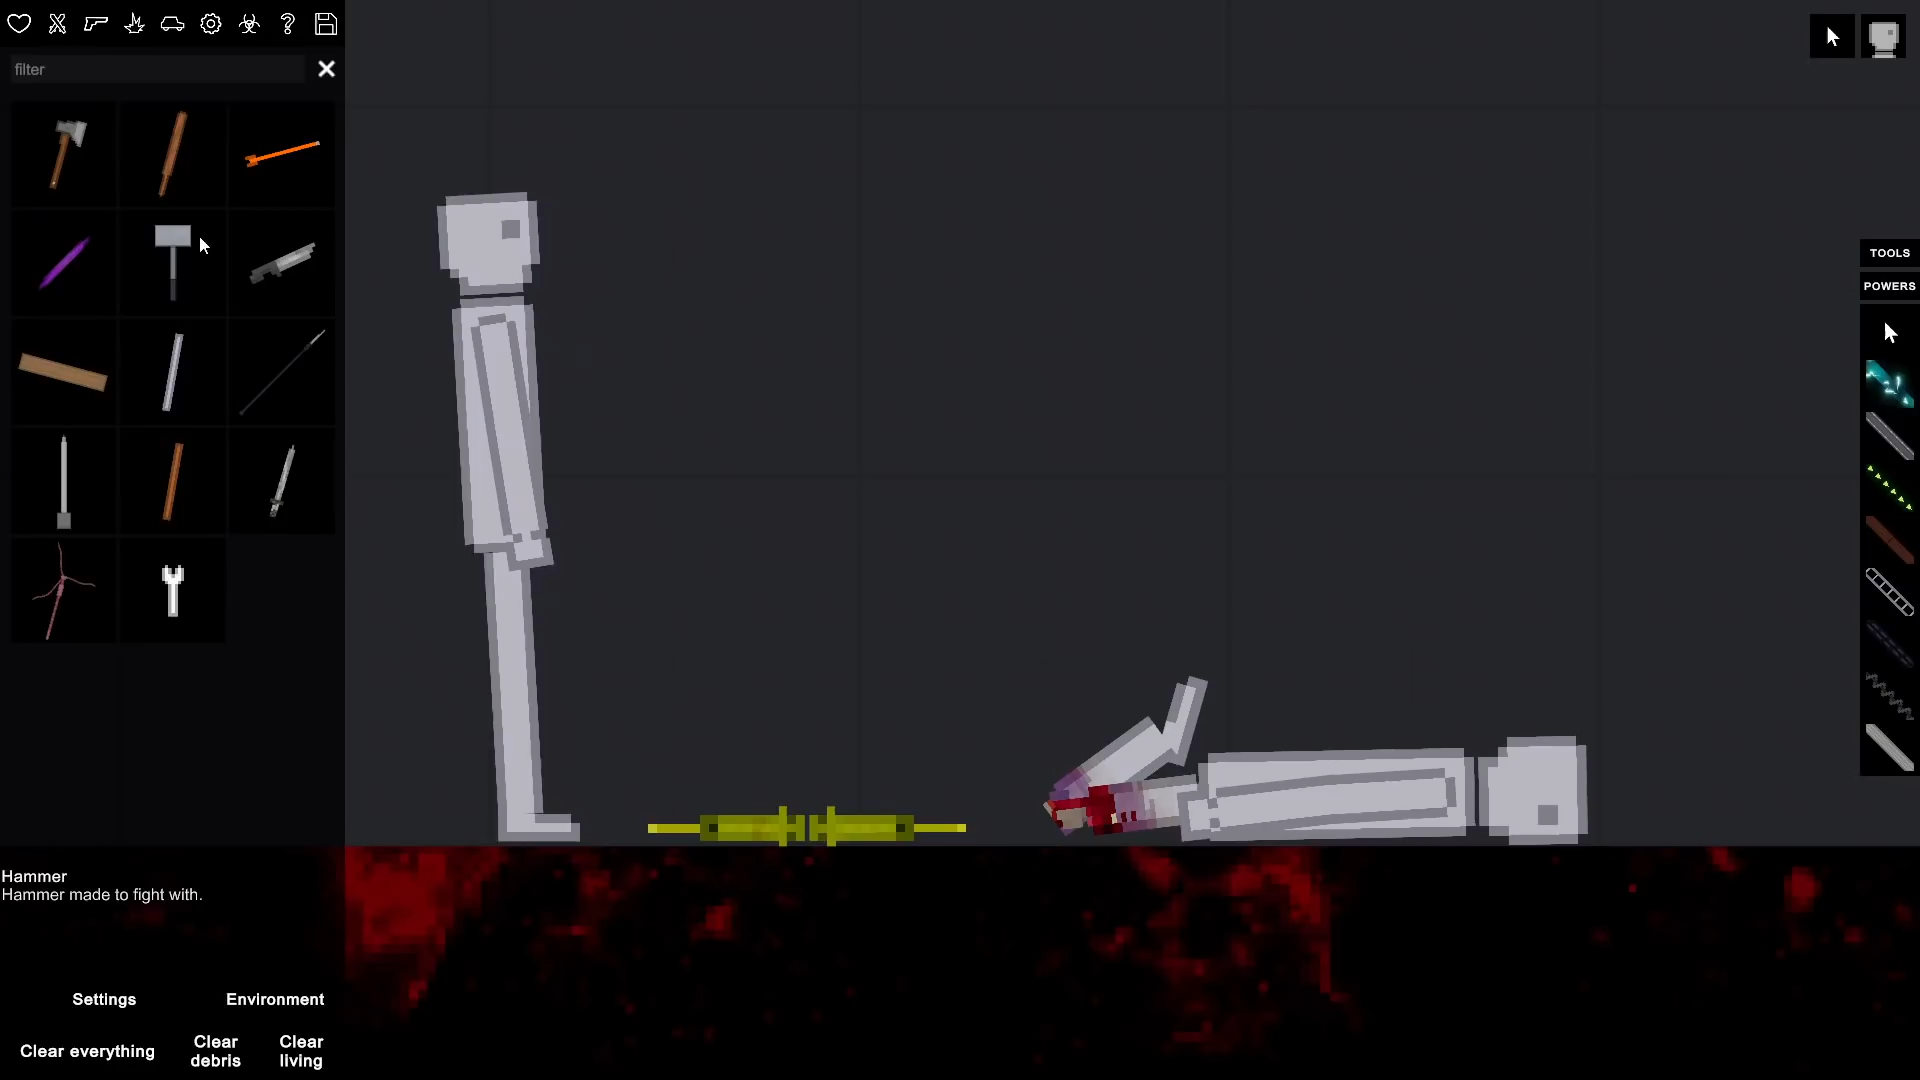 filter
TOOLS
POWERS
Hammer
Hammer made to fight with.
Settings
Environment
Clear everything
Clear
debris
Clear
living